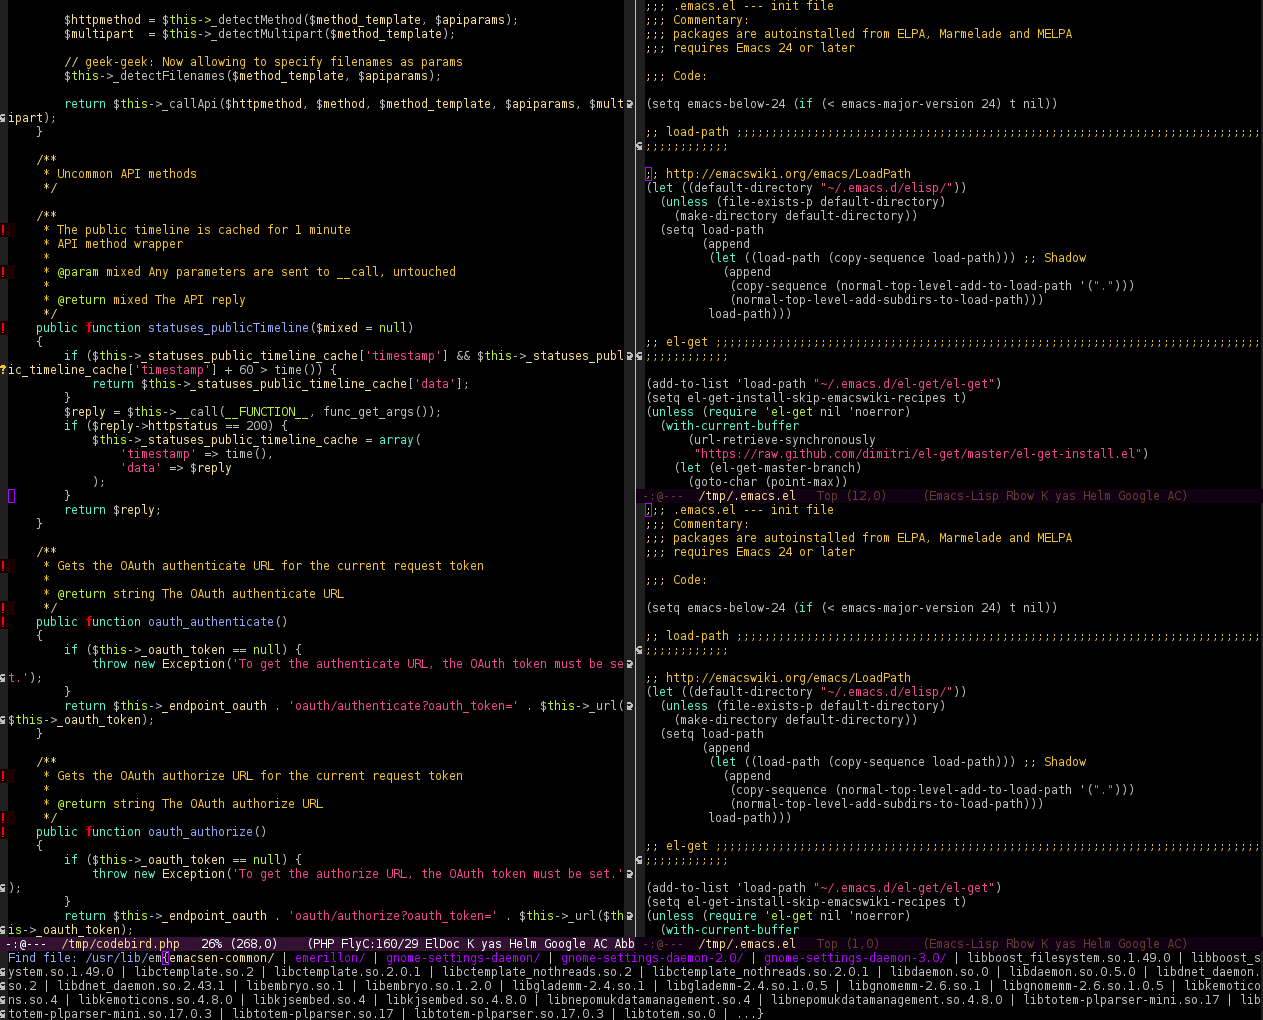 $httpmethod = $this->_detectMethod($method_template, $apiparams);
        $multipart  = $this->_detectMultipart($method_template);
        // geek-geek: Now allowing to specify filenames as params
        $this->_detectFilenames($method_template, $apiparams);
        return $this->_callApi($httpmethod, $method, $method_template, $apiparams, $mult
ipart);
    }
    /**
     * Uncommon API methods
     */
    /**
     * The public timeline is cached for 1 minute
     * API method wrapper
     *
     * @param mixed Any parameters are sent to __call, untouched
     *
     * @return mixed The API reply
     */
    public function statuses_publicTimeline($mixed = null)
    {
        if ($this->_statuses_public_timeline_cache['timestamp'] && $this->_statuses_publ
ic_timeline_cache['timestamp'] + 60 > time()) {
            return $this->_statuses_public_timeline_cache['data'];
        }
        $reply = $this->__call(__FUNCTION__, func_get_args());
        if ($reply->httpstatus == 200) {
            $this->_statuses_public_timeline_cache = array(
                'timestamp' => time(),
                'data' => $reply
            );
        }
        return $reply;
    }
    /**
     * Gets the OAuth authenticate URL for the current request token
     *
     * @return string The OAuth authenticate URL
     */
    public function oauth_authenticate()
    {
        if ($this->_oauth_token == null) {
            throw new Exception('To get the authenticate URL, the OAuth token must be se
t.');
        }
        return $this->_endpoint_oauth . 'oauth/authenticate?oauth_token=' . $this->_url(
$this->_oauth_token);
    }
    /**
     * Gets the OAuth authorize URL for the current request token
     *
     * @return string The OAuth authorize URL
     */
    public function oauth_authorize()
    {
        if ($this->_oauth_token == null) {
            throw new Exception('To get the authorize URL, the OAuth token must be set.'
);
        }
        return $this->_endpoint_oauth . 'oauth/authorize?oauth_token=' . $this->_url($th
is->_oauth_token);
-:@---  /tmp/codebird.php   26% (268,0)    (PHP FlyC:160/29 ElDoc K yas Helm Google AC Abb
;;; .emacs.el --- init file
;;; Commentary:
;;; packages are autoinstalled from ELPA, Marmelade and MELPA
;;; requires Emacs 24 or later
;;; Code:
(setq emacs-below-24 (if (< emacs-major-version 24) t nil))
;; load-path ;;;;;;;;;;;;;;;;;;;;;;;;;;;;;;;;;;;;;;;;;;;;;;;;;;;;;;;;;;;;;;;;;;;;;;;;;;;
;;;;;;;;;;;;
;; http://emacswiki.org/emacs/LoadPath
(let ((default-directory "~/.emacs.d/elisp/"))
  (unless (file-exists-p default-directory)
    (make-directory default-directory))
  (setq load-path
        (append
         (let ((load-path (copy-sequence load-path))) ;; Shadow
           (append
            (copy-sequence (normal-top-level-add-to-load-path '(".")))
            (normal-top-level-add-subdirs-to-load-path)))
         load-path)))
;; el-get ;;;;;;;;;;;;;;;;;;;;;;;;;;;;;;;;;;;;;;;;;;;;;;;;;;;;;;;;;;;;;;;;;;;;;;;;;;;;;;
;;;;;;;;;;;;
(add-to-list 'load-path "~/.emacs.d/el-get/el-get")
(setq el-get-install-skip-emacswiki-recipes t)
(unless (require 'el-get nil 'noerror)
  (with-current-buffer
      (url-retrieve-synchronously
       "https://raw.github.com/dimitri/el-get/master/el-get-install.el")
    (let (el-get-master-branch)
      (goto-char (point-max))
-:@---  /tmp/.emacs.el   Top (12,0)     (Emacs-Lisp Rbow K yas Helm Google AC)
;;; .emacs.el --- init file
;;; Commentary:
;;; packages are autoinstalled from ELPA, Marmelade and MELPA
;;; requires Emacs 24 or later
;;; Code:
(setq emacs-below-24 (if (< emacs-major-version 24) t nil))
;; load-path ;;;;;;;;;;;;;;;;;;;;;;;;;;;;;;;;;;;;;;;;;;;;;;;;;;;;;;;;;;;;;;;;;;;;;;;;;;;
;;;;;;;;;;;;
;; http://emacswiki.org/emacs/LoadPath
(let ((default-directory "~/.emacs.d/elisp/"))
  (unless (file-exists-p default-directory)
    (make-directory default-directory))
  (setq load-path
        (append
         (let ((load-path (copy-sequence load-path))) ;; Shadow
           (append
            (copy-sequence (normal-top-level-add-to-load-path '(".")))
            (normal-top-level-add-subdirs-to-load-path)))
         load-path)))
;; el-get ;;;;;;;;;;;;;;;;;;;;;;;;;;;;;;;;;;;;;;;;;;;;;;;;;;;;;;;;;;;;;;;;;;;;;;;;;;;;;;
;;;;;;;;;;;;
(add-to-list 'load-path "~/.emacs.d/el-get/el-get")
(setq el-get-install-skip-emacswiki-recipes t)
(unless (require 'el-get nil 'noerror)
  (with-current-buffer
-:@---  /tmp/.emacs.el   Top (1,0)      (Emacs-Lisp Rbow K yas Helm Google AC)
Find file: /usr/lib/em{emacsen-common/ | emerillon/ | gnome-settings-daemon/ | gnome-settings-daemon-2.0/ | gnome-settings-daemon-3.0/ | libboost_filesystem.so.1.49.0 | libboost_s
ystem.so.1.49.0 | libctemplate.so.2 | libctemplate.so.2.0.1 | libctemplate_nothreads.so.2 | libctemplate_nothreads.so.2.0.1 | libdaemon.so.0 | libdaemon.so.0.5.0 | libdnet_daemon.
so.2 | libdnet_daemon.so.2.43.1 | libembryo.so.1 | libembryo.so.1.2.0 | libglademm-2.4.so.1 | libglademm-2.4.so.1.0.5 | libgnomemm-2.6.so.1 | libgnomemm-2.6.so.1.0.5 | libkemotico
ns.so.4 | libkemoticons.so.4.8.0 | libkjsembed.so.4 | libkjsembed.so.4.8.0 | libnepomukdatamanagement.so.4 | libnepomukdatamanagement.so.4.8.0 | libtotem-plparser-mini.so.17 | lib
totem-plparser-mini.so.17.0.3 | libtotem-plparser.so.17 | libtotem-plparser.so.17.0.3 | libtotem.so.0 | ...}